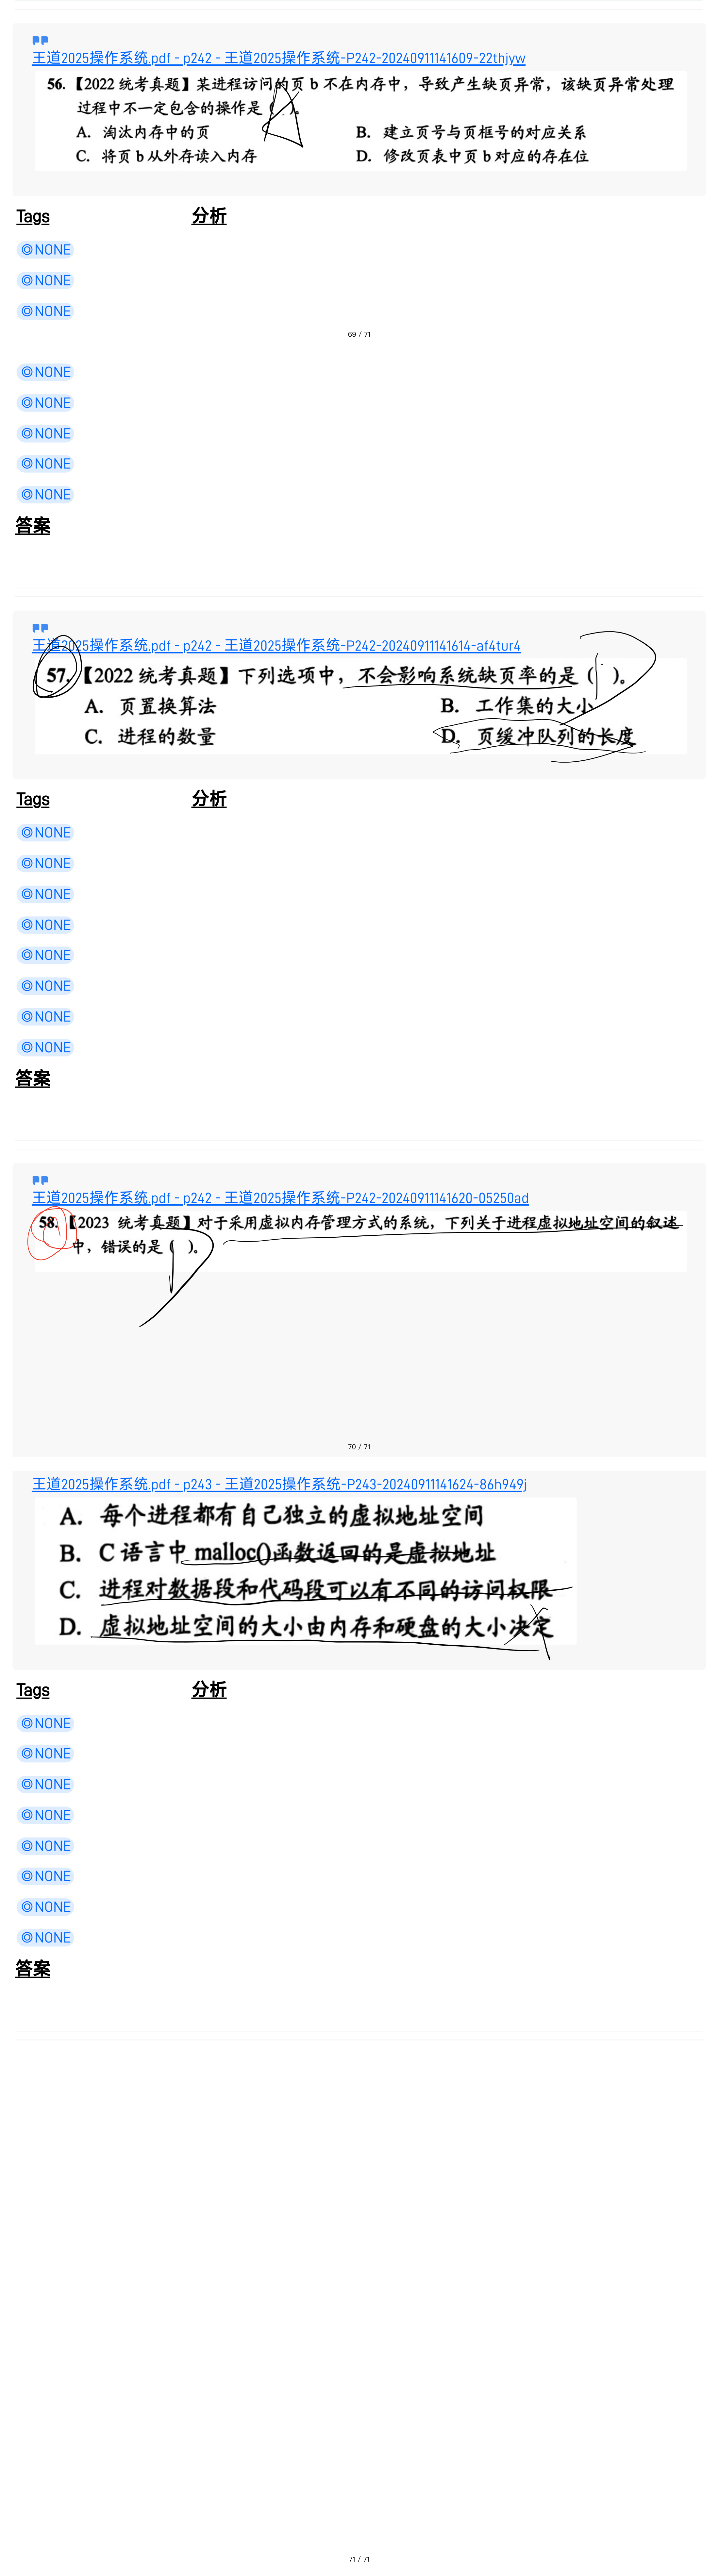 王道2025操作系统.pdf - p242 - 王道2025操作系统-P242-20240911141609-22thjyw
56.【2022 统考真题】某进程访问的页 b 不在内存中，导致产生缺页异常，该缺页异常处理
过程中不一定包含的操作是（A）。
A. 淘汰内存中的页 B. 建立页号与页框号的对应关系
C. 将页 b 从外存读入内存 D. 修改页表中页 b 对应的存在位
Tags 分析
◎NONE
◎NONE
◎NONE
69 / 71
◎NONE
◎NONE
◎NONE
◎NONE
◎NONE
答案
王道2025操作系统.pdf - p242 - 王道2025操作系统-P242-20240911141614-af4tur4
57.【2022 统考真题】下列选项中，不会影响系统缺页率的是（D）。
A. 页置换算法 B. 工作集的大小
C. 进程的数量 D. 页缓冲队列的长度
Tags 分析
◎NONE
◎NONE
◎NONE
◎NONE
◎NONE
◎NONE
◎NONE
◎NONE
答案
王道2025操作系统.pdf - p242 - 王道2025操作系统-P242-20240911141620-05250ad
58.【2023 统考真题】对于采用虚拟内存管理方式的系统，下列关于进程虚拟地址空间的叙述
中，错误的是（D）。
70 / 71
王道2025操作系统.pdf - p243 - 王道2025操作系统-P243-20240911141624-86h949j
A. 每个进程都有自己独立的虚拟地址空间
B. C 语言中 malloc()函数返回的是虚拟地址
C. 进程对数据段和代码段可以有不同的访问权限
D. 虚拟地址空间的大小由内存和硬盘的大小决定
Tags 分析
◎NONE
◎NONE
◎NONE
◎NONE
◎NONE
◎NONE
◎NONE
◎NONE
答案
71 / 71